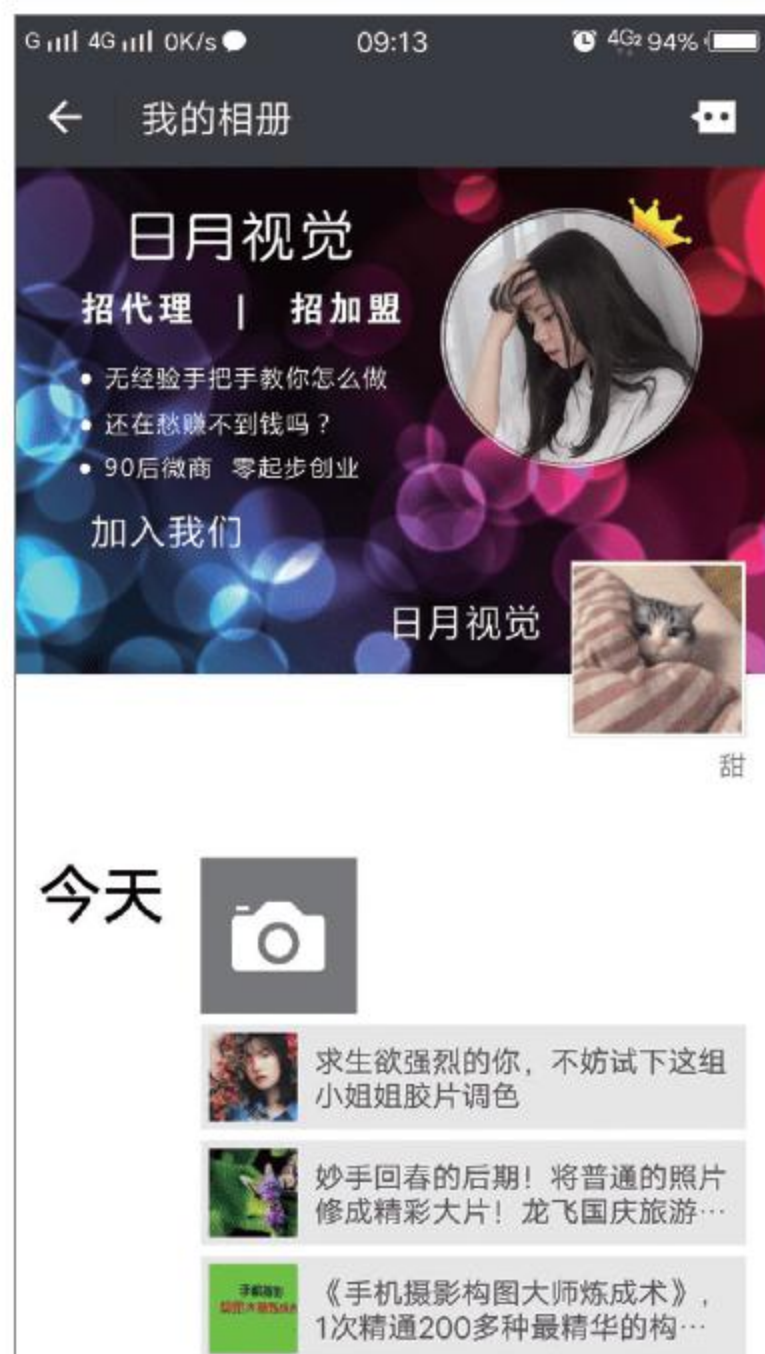 G 4G 0K/s 09:13 4G2 94%
我的相册
日月视觉
招代理 | 招加盟
• 无经验手把手教你怎么做
• 还在愁赚不到钱吗？
• 90后微商 零起步创业
加入我们
日月视觉
甜
今天
求生欲强烈的你，不妨试下这组
小姐姐胶片调色
妙手回春的后期！将普通的照片
修成精彩大片！龙飞国庆旅游…
手机摄影
《手机摄影构图大师炼成术》，
1次精通200多种最精华的构…